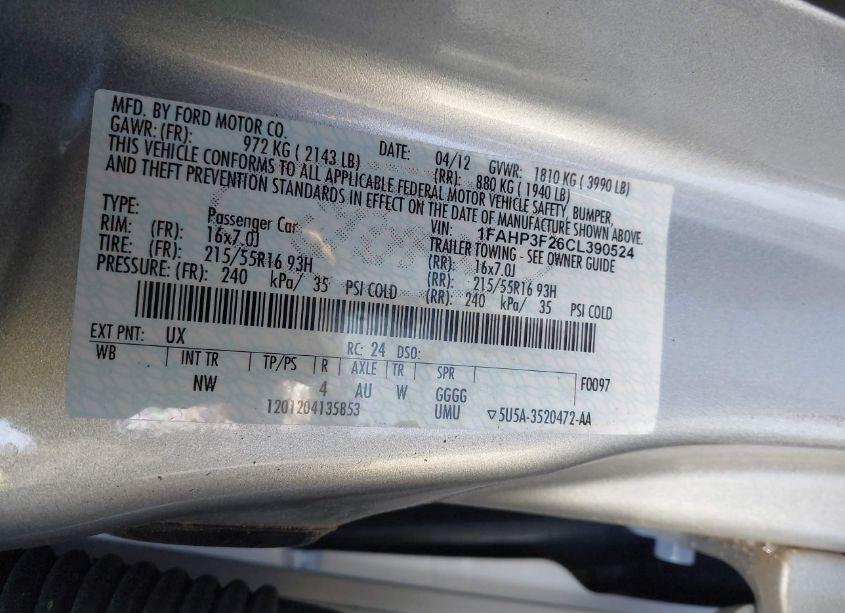 MFD. BY FORD MOTOR CO.
DATE: 04/12 GVWR: 1810 KG ( 3990 LB)
GAWR: (FR): 972 KG ( 2143 LB) (RR): 880 KG ( 1940 LB)
THIS VEHICLE CONFORMS TO ALL APPLICABLE FEDERAL MOTOR VEHICLE SAFETY, BUMPER,
AND THEFT PREVENTION STANDARDS IN EFFECT ON THE DATE OF MANUFACTURE SHOWN ABOVE.
VIN: 1FAHP3F26CL390524
TYPE: Passenger Car TRAILER TOWING - SEE OWNER GUIDE
RIM: (FR): 16x7.0J (RR): 16x7.0J
TIRE: (FR): 215/55R16 93H (RR): 215/55R16 93H
PRESSURE: (FR): 240 kPa/ 35 PSI COLD (RR): 240 kPa/ 35 PSI COLD
EXT PNT: UX RC: 24 DSO:
WB INT TR TP/PS R AXLE TR SPR F0097
NW 4 AU W GGGG
1201204135853 UMU ▽5U5A-3520472-AA